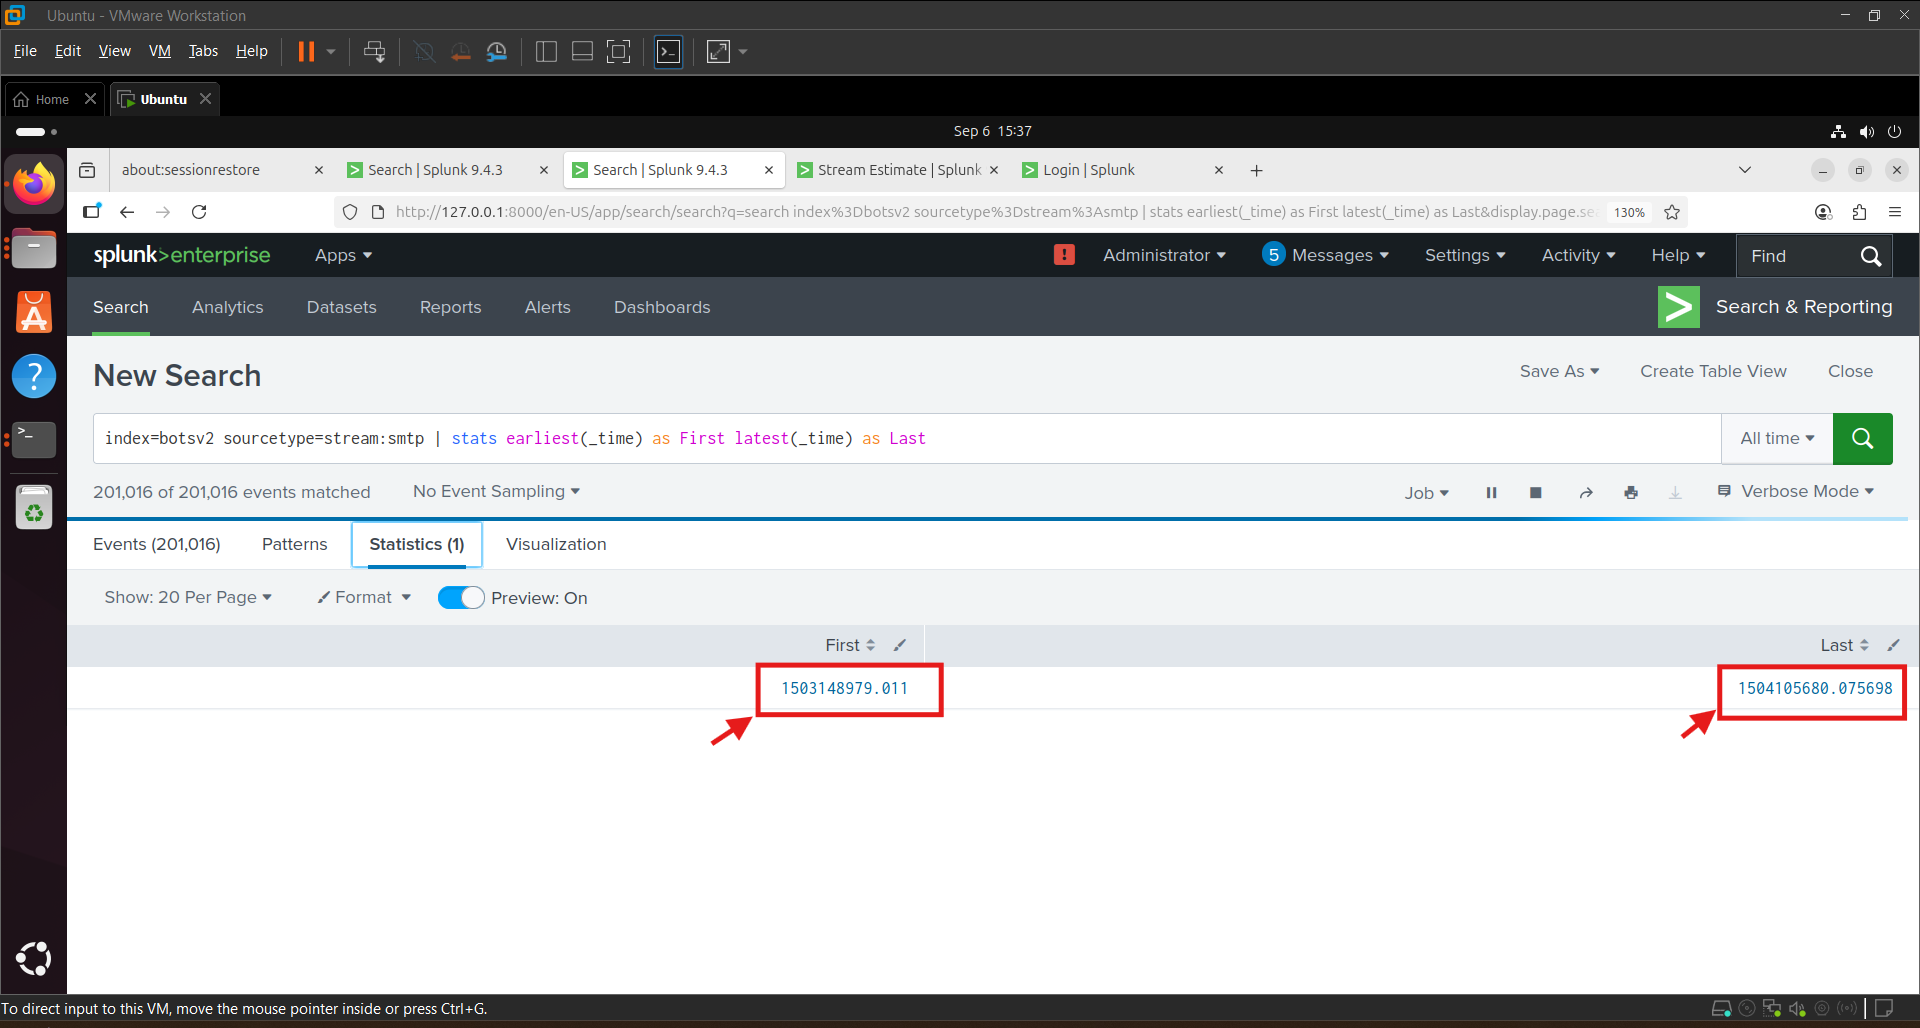 Ubuntu - VMware Workstation
File Edit View VM Tabs Help
Home Ubuntu
Sep 6 15:37
about:sessionrestore Search | Splunk 9.4.3 Search | Splunk 9.4.3 Stream Estimate | Splunk Login | Splunk
http://127.0.0.1:8000/en-US/app/search/search?q=search index%3Dbotsv2 sourcetype%3Dstream%3Asmtp | stats earliest(_time) as First latest(_time) as Last&display.page.se 130%
splunk>enterprise Apps Administrator 5 Messages Settings Activity Help Find
Search Analytics Datasets Reports Alerts Dashboards Search & Reporting
New Search Save As Create Table View Close
index=botsv2 sourcetype=stream:smtp | stats earliest(_time) as First latest(_time) as Last All time
201,016 of 201,016 events matched No Event Sampling Job Verbose Mode
Events (201,016) Patterns Statistics (1) Visualization
Show: 20 Per Page Format Preview: On
First Last
1503148979.011 1504105680.075698
To direct input to this VM, move the mouse pointer inside or press Ctrl+G.